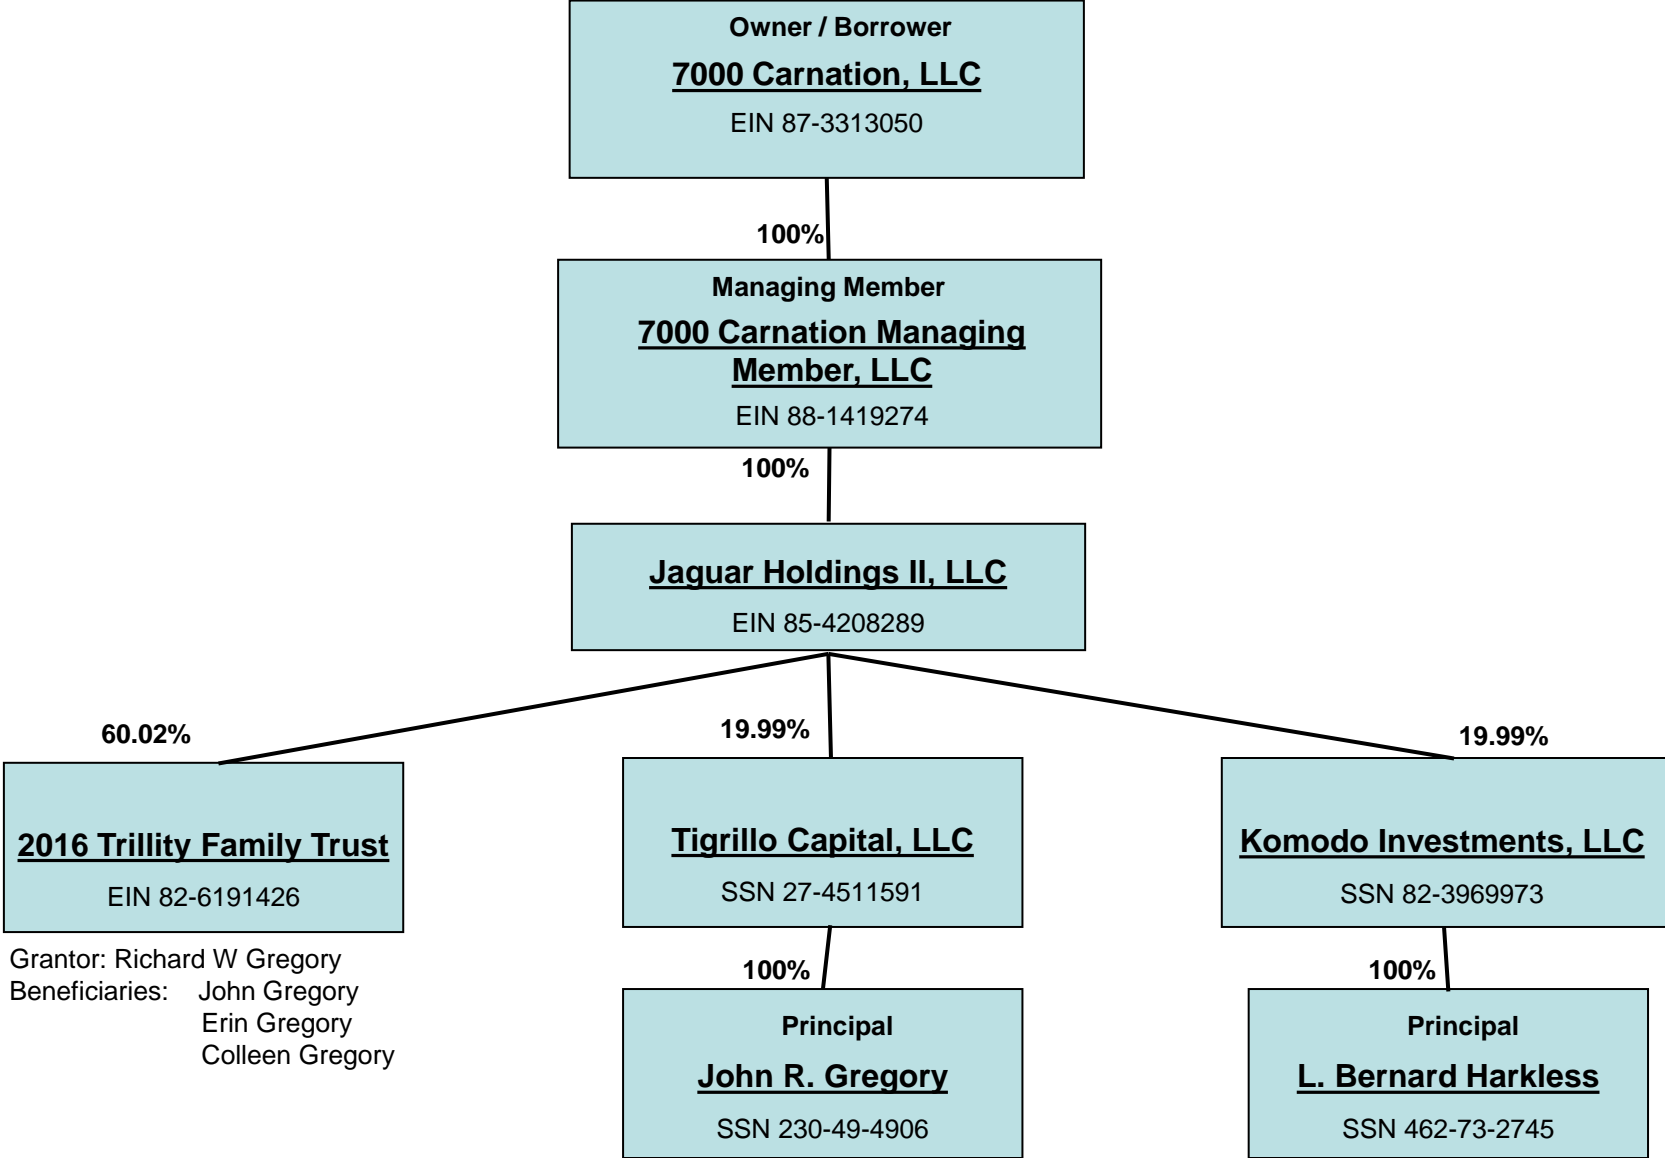 Owner / Borrower
7000 Carnation, LLC
EIN 87-3313050
100%
Managing Member
7000 Carnation Managing
Member, LLC
EIN 88-1419274
100%
Jaguar Holdings II, LLC
EIN 85-4208289
60.02%
19.99%
19.99%
2016 Trillity Family Trust
EIN 82-6191426
Tigrillo Capital, LLC
SSN 27-4511591
Komodo Investments, LLC
SSN 82-3969973
Grantor: Richard W Gregory
Beneficiaries: John Gregory
Erin Gregory
Colleen Gregory
100%
100%
Principal
John R. Gregory
SSN 230-49-4906
Principal
L. Bernard Harkless
SSN 462-73-2745